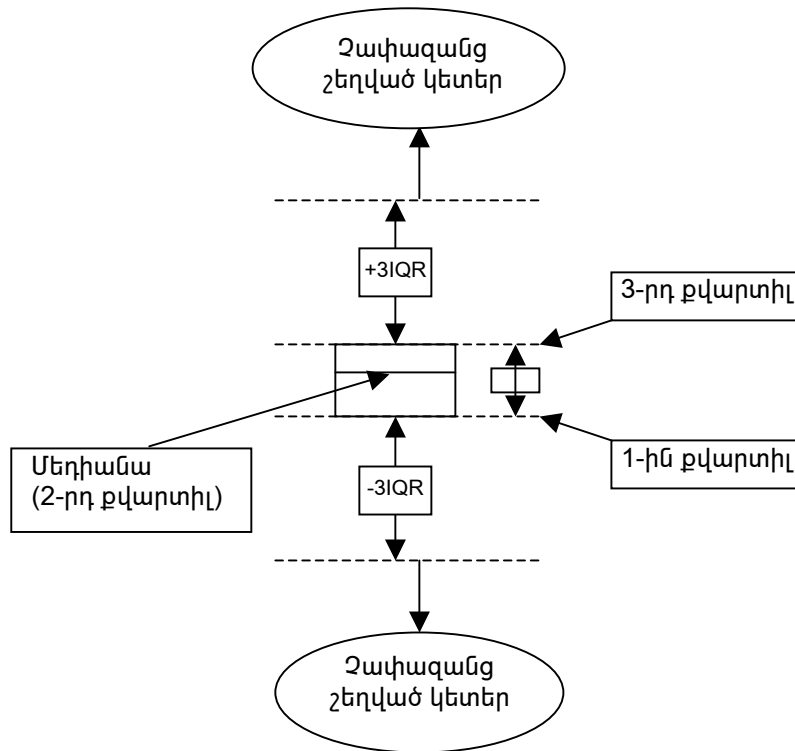 Չափազանց
շեղված կետեր
+3IQR
3-րդ քվարտիլ
Մեդիանա
(2-րդ քվարտիլ)
-3IQR
1-ին քվարտիլ
Չափազանց
շեղված կետեր